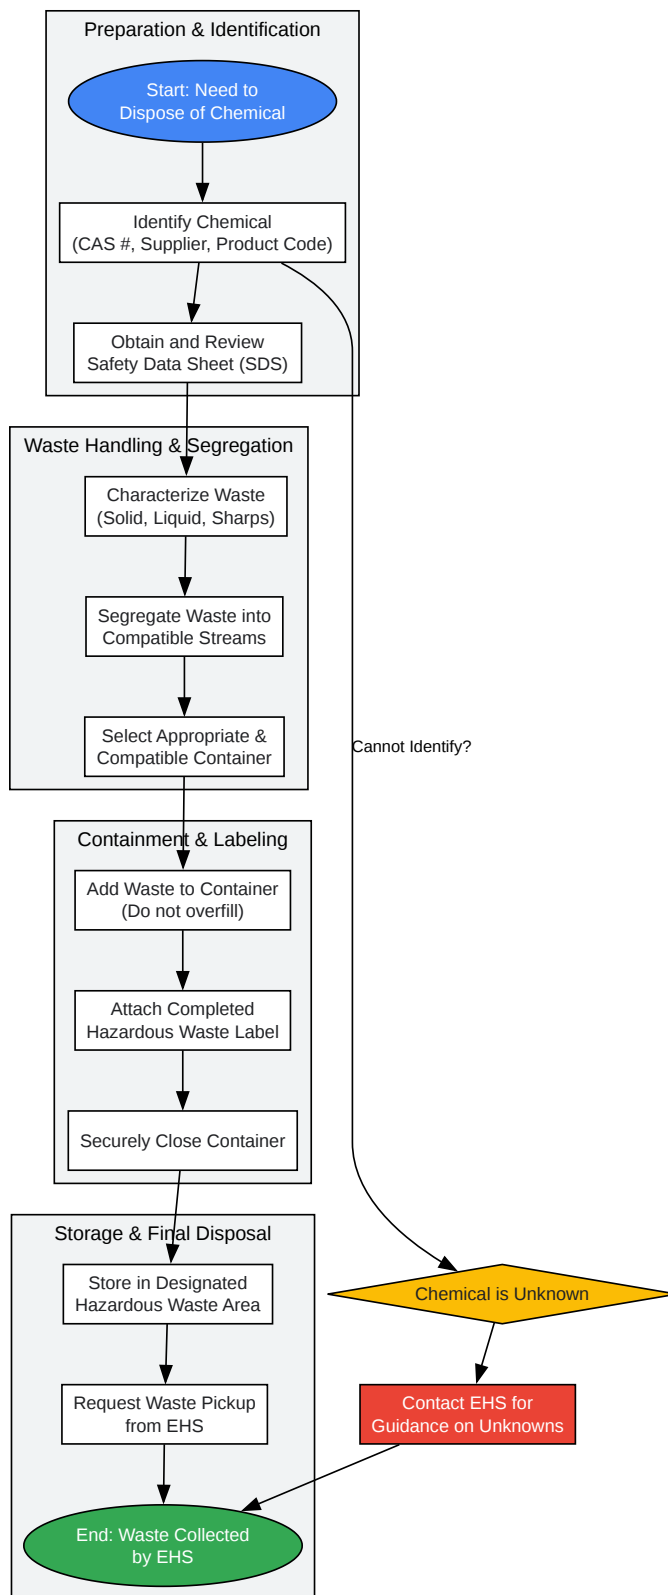 Preparation & Identification
Start: Need to
Dispose of Chemical
Identify Chemical
(CAS #, Supplier, Product Code)
Obtain and Review
Safety Data Sheet (SDS)
Waste Handling & Segregation
Characterize Waste
(Solid, Liquid, Sharps)
Segregate Waste into
Compatible Streams
Select Appropriate &
Compatible Container
Cannot Identify?
Containment & Labeling
Add Waste to Container
(Do not overfill)
Attach Completed
Hazardous Waste Label
Securely Close Container
Storage & Final Disposal
Store in Designated
Hazardous Waste Area
Chemical is Unknown
Request Waste Pickup
from EHS
Contact EHS for
Guidance on Unknowns
End: Waste Collected
by EHS